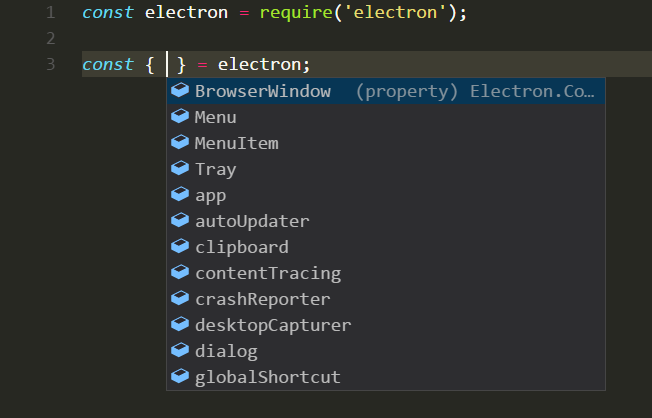 1 const electron = require('electron');
2
3 const { } = electron;
BrowserWindow (property) Electron.Co…
Menu
MenuItem
Tray
app
autoUpdater
clipboard
contentTracing
crashReporter
desktopCapturer
dialog
globalShortcut